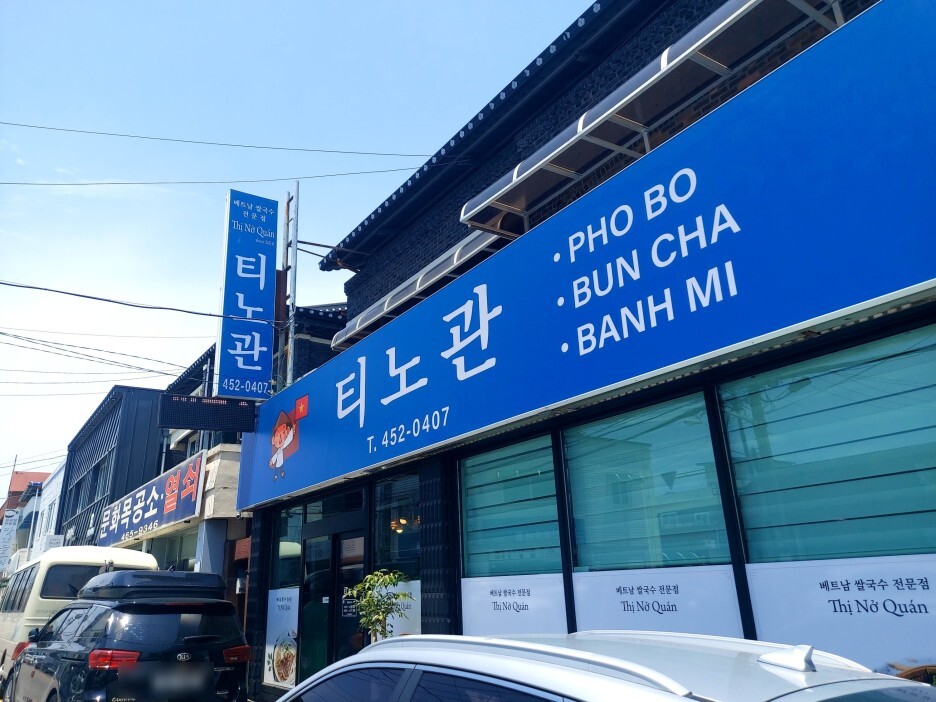 베트남 쌀국수
전문점
Thị Nở Quán
티노관
452-0407
티노관
T. 452-0407
· PHO BO
· BUN CHA
· BANH MI
문화목공소·열쇠
베트남 쌀국수 전문점
Thị Nở Quán
베트남 쌀국수 전문점
Thị Nở Quán
베트남 쌀국수 전문점
Thị Nở Quán
KIA